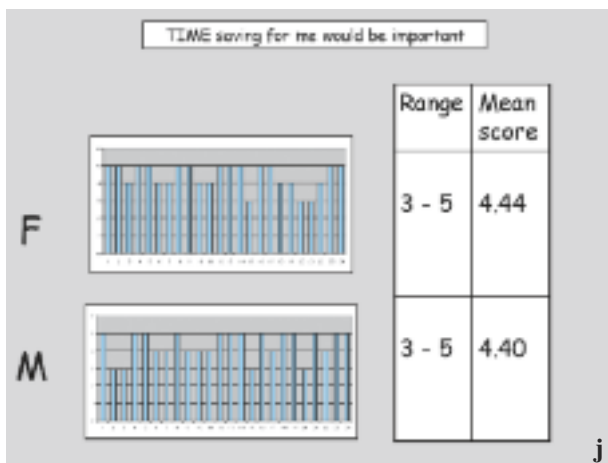 TIME saving for me would be important
Range Mean
score
F
3 - 5 4.44
M
3 - 5 4.40
j